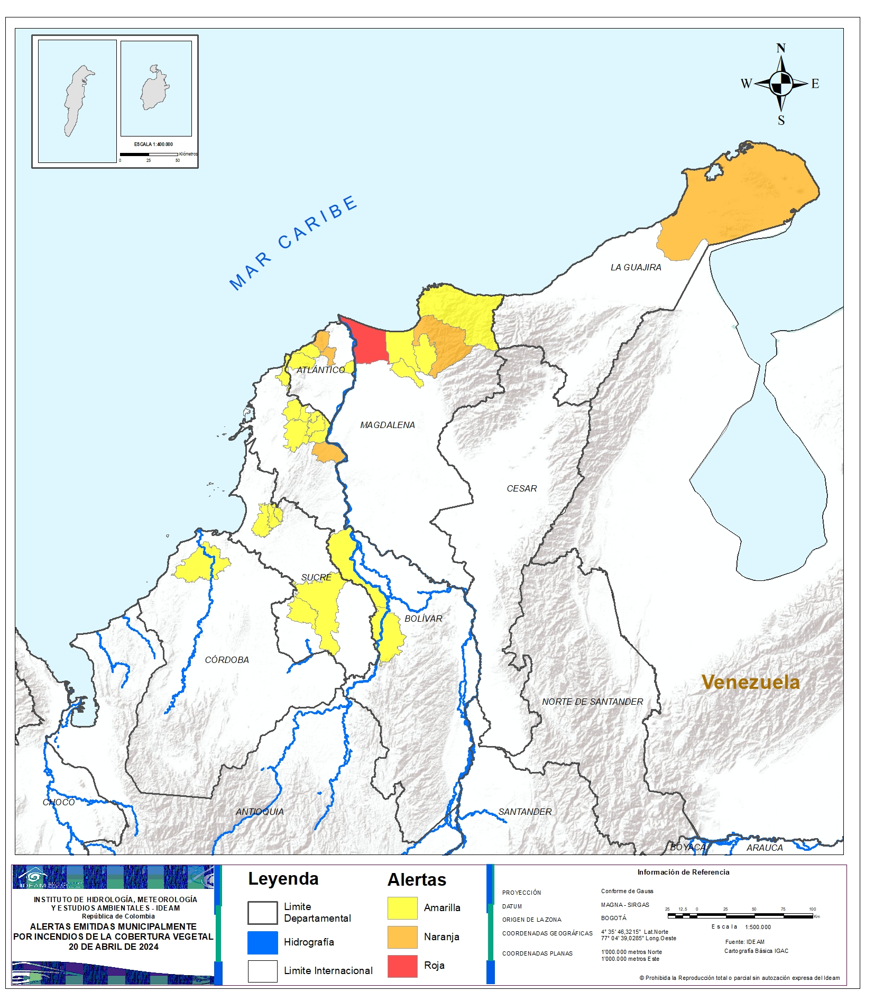 ESCALA 1:400.000
Kilómetros
0 25 50
N
W E
S
MAR CARIBE
LA GUAJIRA
ATLÁNTICO
MAGDALENA
CESAR
SUCRE
BOLÍVAR
CÓRDOBA
Venezuela
NORTE DE SANTANDER
CHOCÓ
ANTIOQUIA
SANTANDER
BOYACÁ
ARAUCA
IDEAM
INSTITUTO DE HIDROLOGÍA, METEOROLOGÍA
Y ESTUDIOS AMBIENTALES - IDEAM
República de Colombia
ALERTAS EMITIDAS MUNICIPALMENTE
POR INCENDIOS DE LA COBERTURA VEGETAL
20 DE ABRIL DE 2024
Leyenda
Limite
Departamental
Hidrografía
Limite Internacional
Alertas
Amarilla
Naranja
Roja
Información de Referencia
PROYECCIÓN Conforme de Gauss
DATUM MAGNA - SIRGAS
ORIGEN DE LA ZONA BOGOTÁ
COORDENADAS GEOGRÁFICAS 4° 35' 46,3215" Lat.Norte
77° 04' 39,0285" Long.Oeste
COORDENADAS PLANAS 1'000.000 metros Norte
1'000.000 metros Este
25 12,5 0 25 50 75 100
Km
Escala 1:500.000
Fuente: IDEAM
Cartografía Básica IGAC
© Prohibida la Reproducción total o parcial sin autozación expresa del Ideam